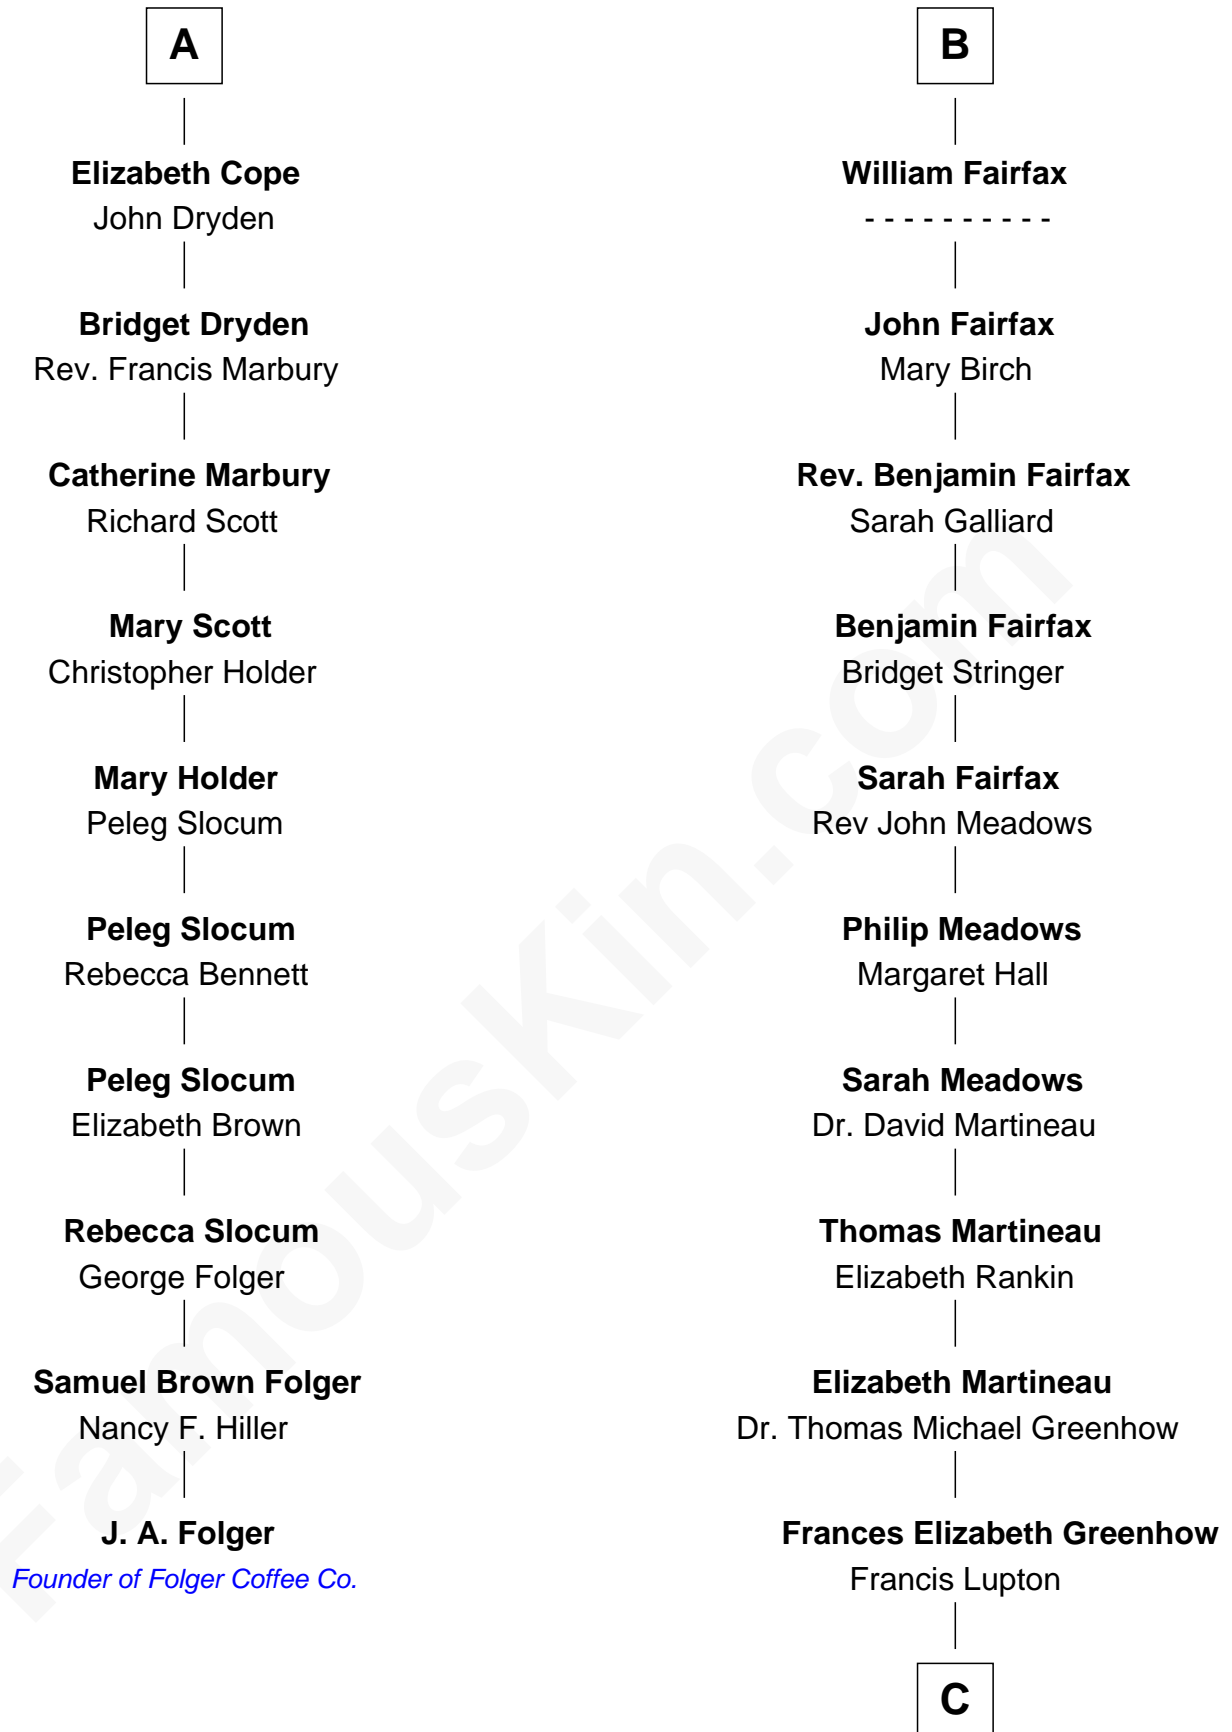 A
Elizabeth Cope
John Dryden
Bridget Dryden
Rev. Francis Marbury
Catherine Marbury
Richard Scott
Mary Scott
Christopher Holder
Mary Holder
Peleg Slocum
Peleg Slocum
Rebecca Bennett
Peleg Slocum
Elizabeth Brown
Rebecca Slocum
George Folger
Samuel Brown Folger
Nancy F. Hiller
J. A. Folger
Founder of Folger Coffee Co.
B
William Fairfax
- - - - - - - - - -
John Fairfax
Mary Birch
Rev. Benjamin Fairfax
Sarah Galliard
Benjamin Fairfax
Bridget Stringer
Sarah Fairfax
Rev John Meadows
Philip Meadows
Margaret Hall
Sarah Meadows
Dr. David Martineau
Thomas Martineau
Elizabeth Rankin
Elizabeth Martineau
Dr. Thomas Michael Greenhow
Frances Elizabeth Greenhow
Francis Lupton
C
FamousKin.com